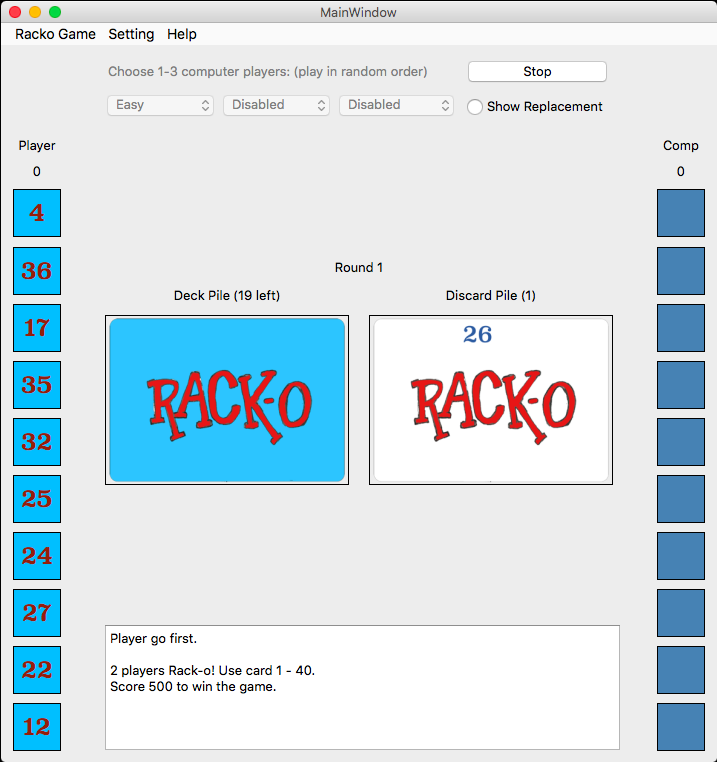 MainWindow
Racko Game Setting Help
Choose 1-3 computer players: (play in random order) Stop
Easy Disabled Disabled Show Replacement
Player
0
4
36
17
35
32
25
24
27
22
12
Round 1
Deck Pile (19 left)
RACK-O
Discard Pile (1)
26
RACK-O
Player go first.
2 players Rack-o! Use card 1 - 40.
Score 500 to win the game.
Comp
0